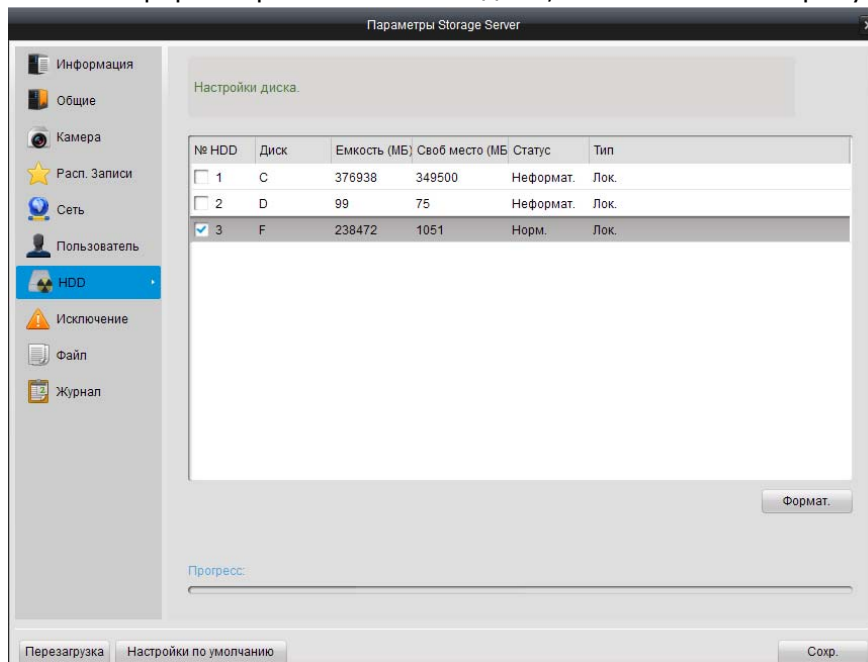 Параметры Storage Server
Информация
Общие
Камера
Расп. Записи
Сеть
Пользователь
HDD
Исключение
Файл
Журнал
Настройки диска.
№ HDD Диск Емкость (МБ) Своб место (МБ Статус Тип
1 C 376938 349500 Неформат. Лок.
2 D 99 75 Неформат. Лок.
3 F 238472 1051 Норм. Лок.
Формат.
Прогресс:
Перезагрузка Настройки по умолчанию Сохр.